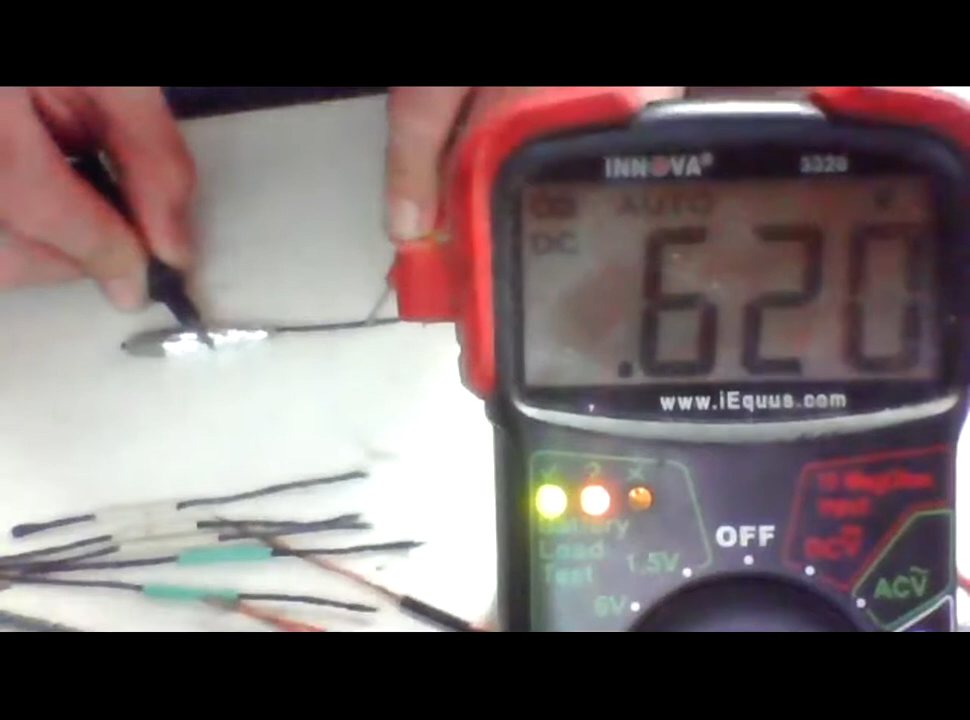 INNOVA® 3320
AUTO V
DC
.620
www.iEquus.com
OFF
10 MegOhm
DCV
ACV
Battery
Load
Test
1.5V
6V